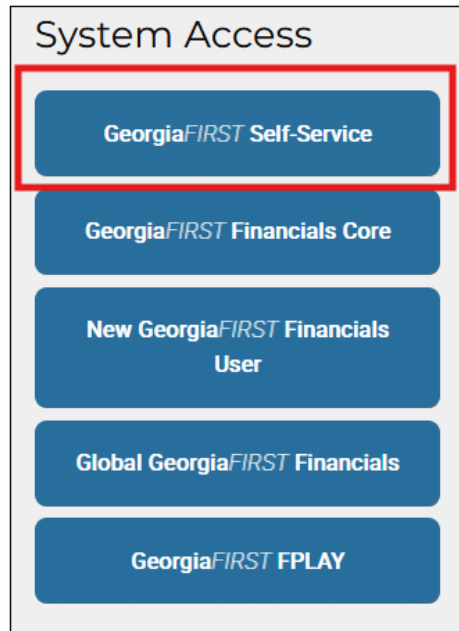 System Access
GeorgiaFIRST Self-Service
GeorgiaFIRST Financials Core
New GeorgiaFIRST Financials
User
Global GeorgiaFIRST Financials
GeorgiaFIRST FPLAY